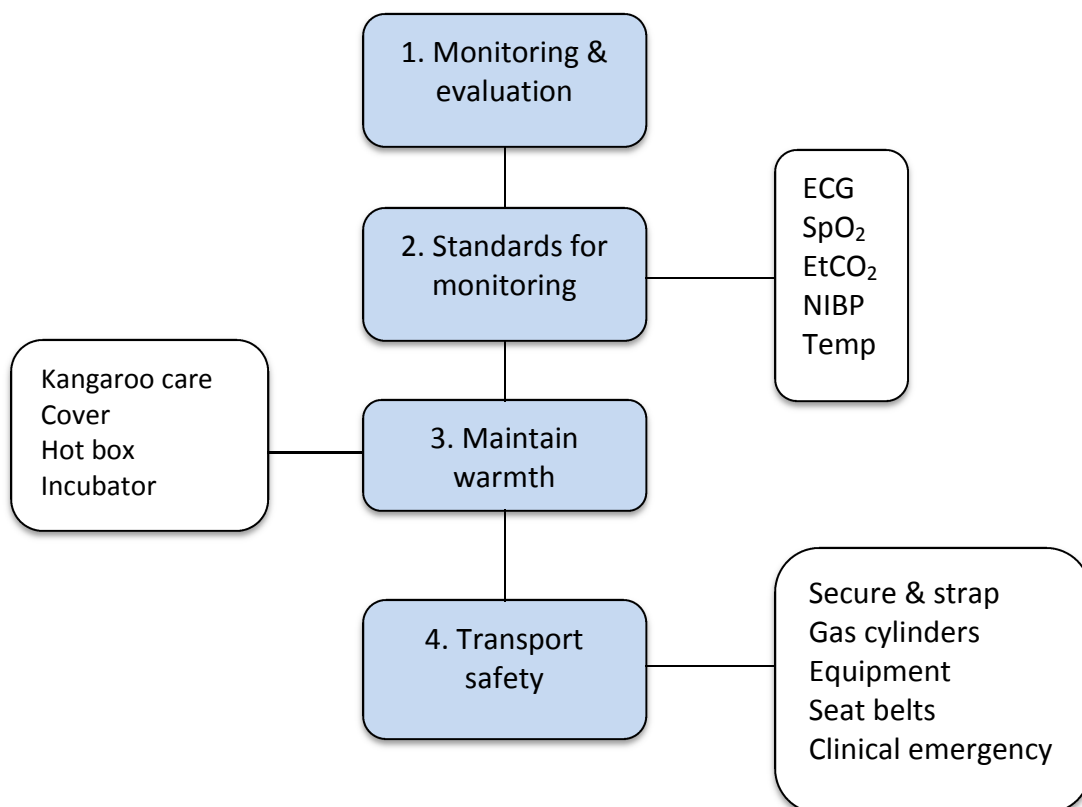 1. Monitoring &
evaluation
2. Standards for
monitoring
ECG
SpO₂
EtCO₂
NIBP
Temp
Kangaroo care
Cover
Hot box
Incubator
3. Maintain
warmth
4. Transport
safety
Secure & strap
Gas cylinders
Equipment
Seat belts
Clinical emergency